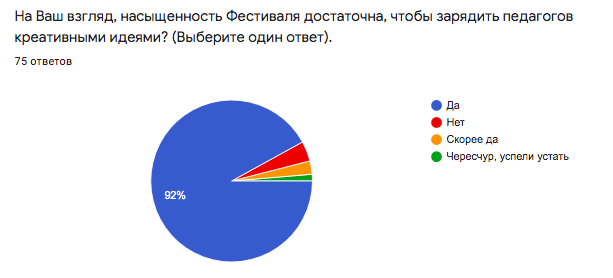 На Ваш взгляд, насыщенность Фестиваля достаточна, чтобы зарядить педагогов
креативными идеями? (Выберите один ответ).
75 ответов
Да
Нет
Скорее да
Чересчур, успели устать
92%